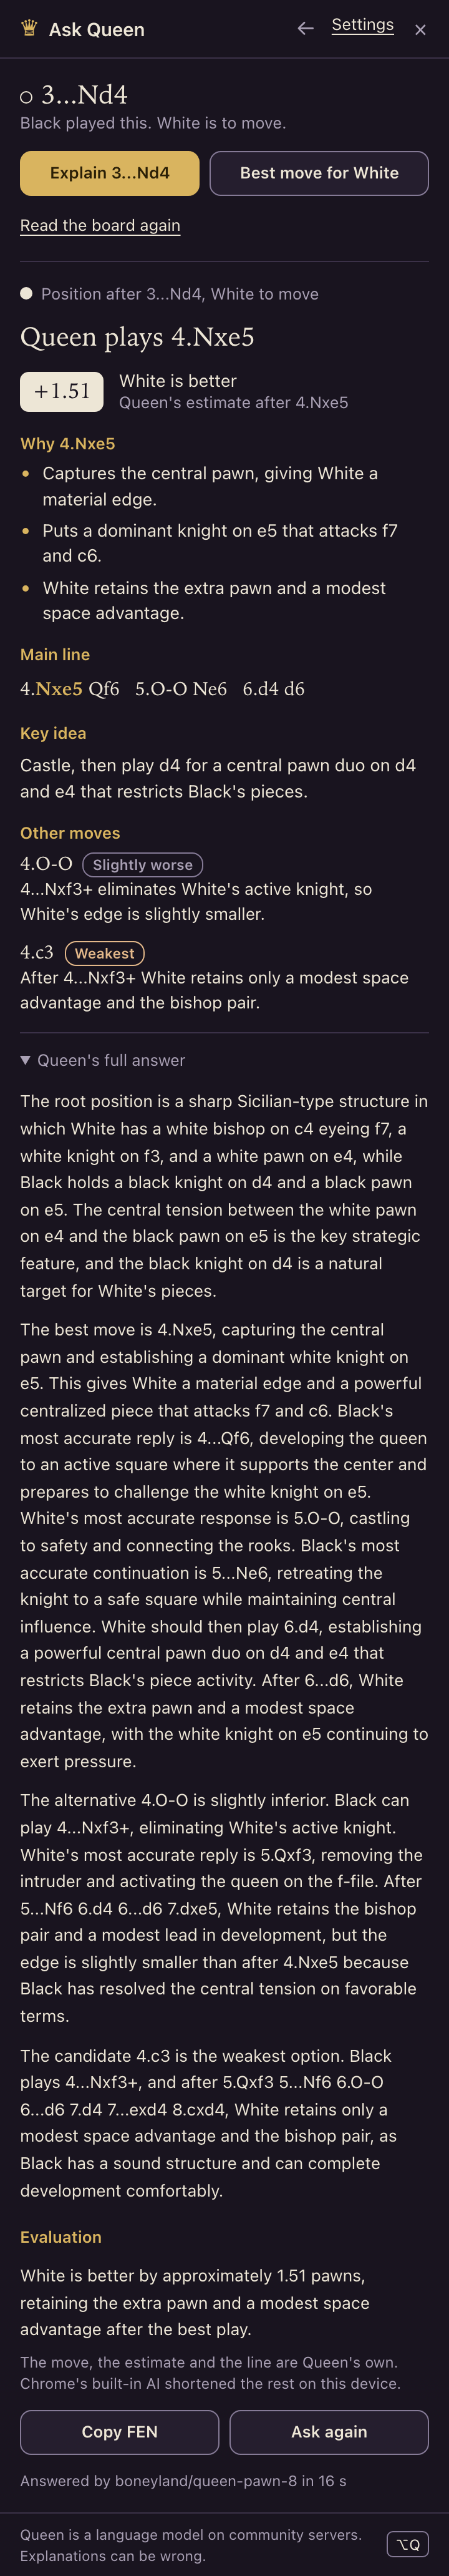 ♛ Ask Queen ← Settings ×
○ 3...Nd4
Black played this. White is to move.
Explain 3...Nd4 Best move for White
Read the board again
Position after 3...Nd4, White to move
Queen plays 4.Nxe5
+1.51 White is better
Queen's estimate after 4.Nxe5
Why 4.Nxe5
• Captures the central pawn, giving White a
material edge.
• Puts a dominant knight on e5 that attacks f7
and c6.
• White retains the extra pawn and a modest
space advantage.
Main line
4.Nxe5 Qf6 5.O-O Ne6 6.d4 d6
Key idea
Castle, then play d4 for a central pawn duo on d4
and e4 that restricts Black's pieces.
Other moves
4.O-O Slightly worse
4...Nxf3+ eliminates White's active knight, so
White's edge is slightly smaller.
4.c3 Weakest
After 4...Nxf3+ White retains only a modest space
advantage and the bishop pair.
▼ Queen's full answer
The root position is a sharp Sicilian-type structure in
which White has a white bishop on c4 eyeing f7, a
white knight on f3, and a white pawn on e4, while
Black holds a black knight on d4 and a black pawn
on e5. The central tension between the white pawn
on e4 and the black pawn on e5 is the key strategic
feature, and the black knight on d4 is a natural
target for White's pieces.
The best move is 4.Nxe5, capturing the central
pawn and establishing a dominant white knight on
e5. This gives White a material edge and a powerful
centralized piece that attacks f7 and c6. Black's
most accurate reply is 4...Qf6, developing the queen
to an active square where it supports the center and
prepares to challenge the white knight on e5.
White's most accurate response is 5.O-O, castling
to safety and connecting the rooks. Black's most
accurate continuation is 5...Ne6, retreating the
knight to a safe square while maintaining central
influence. White should then play 6.d4, establishing
a powerful central pawn duo on d4 and e4 that
restricts Black's piece activity. After 6...d6, White
retains the extra pawn and a modest space
advantage, with the white knight on e5 continuing to
exert pressure.
The alternative 4.O-O is slightly inferior. Black can
play 4...Nxf3+, eliminating White's active knight.
White's most accurate reply is 5.Qxf3, removing the
intruder and activating the queen on the f-file. After
5...Nf6 6.d4 6...d6 7.dxe5, White retains the bishop
pair and a modest lead in development, but the
edge is slightly smaller than after 4.Nxe5 because
Black has resolved the central tension on favorable
terms.
The candidate 4.c3 is the weakest option. Black
plays 4...Nxf3+, and after 5.Qxf3 5...Nf6 6.O-O
6...d6 7.d4 7...exd4 8.cxd4, White retains only a
modest space advantage and the bishop pair, as
Black has a sound structure and can complete
development comfortably.
Evaluation
White is better by approximately 1.51 pawns,
retaining the extra pawn and a modest space
advantage after the best play.
The move, the estimate and the line are Queen's own.
Chrome's built-in AI shortened the rest on this device.
Copy FEN Ask again
Answered by boneyland/queen-pawn-8 in 16 s
Queen is a language model on community servers.
Explanations can be wrong. ⌥Q